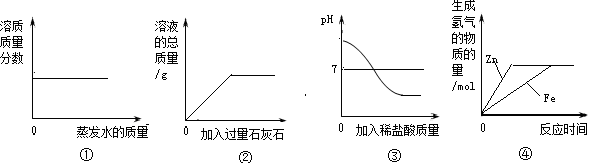 溶质
质量
分数
0
蒸发水的质量
①
溶液
的总
质量
/g
0
加入过量石灰石
②
pH
7
0
加入稀盐酸质量
③
生成
氢气
的物
质的
量
/mol
Zn
Fe
0
反应时间
④